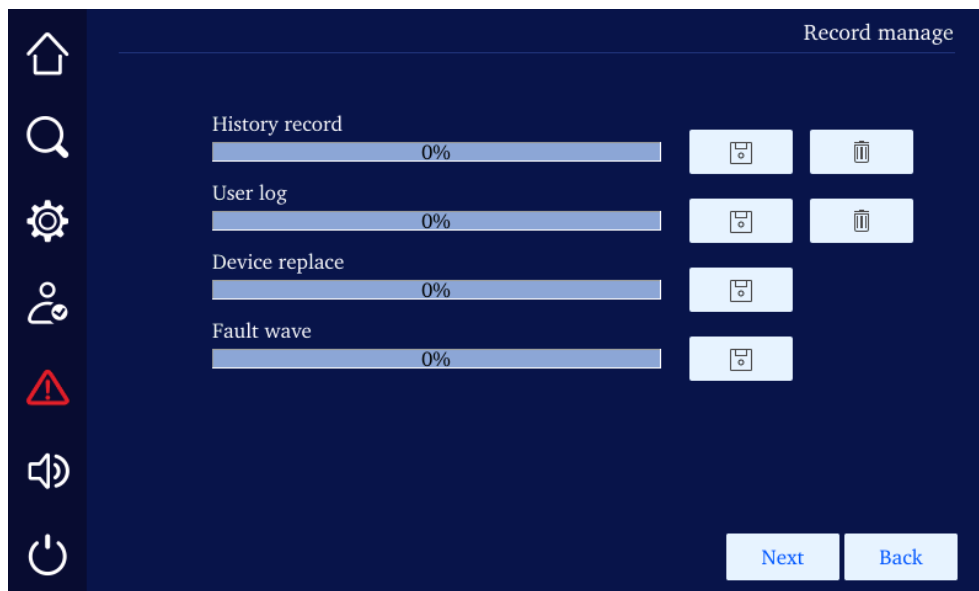 Record manage
History record
0%
User log
0%
Device replace
0%
Fault wave
0%
Next
Back